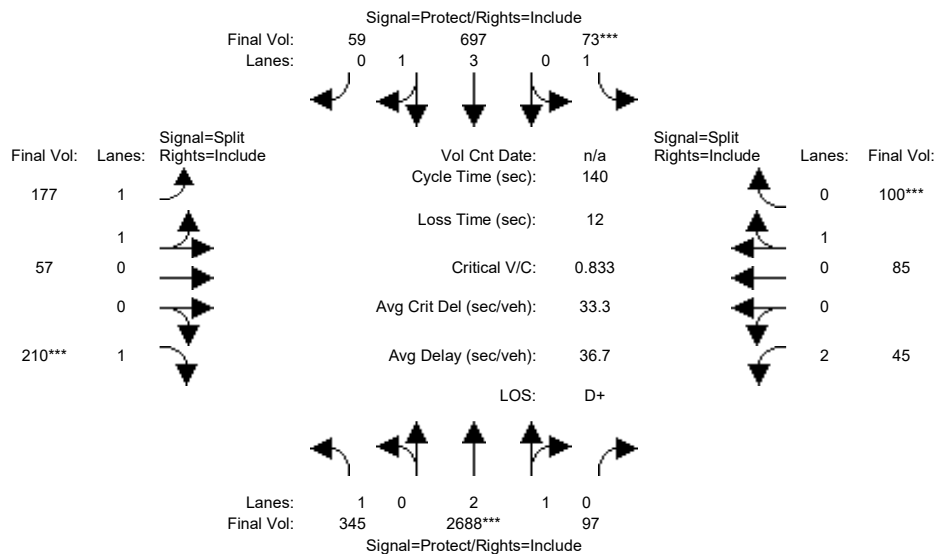 Signal=Protect/Rights=Include
Final Vol: 59 697 73***
Lanes: 0 1 3 0 1
Signal=Split
Final Vol: Lanes: Rights=Include
Vol Cnt Date: n/a
Signal=Split
Rights=Include Lanes: Final Vol:
Cycle Time (sec): 140
177 1
0 100***
Loss Time (sec): 12
1
1
57 0
Critical V/C: 0.833
0 85
0
Avg Crit Del (sec/veh): 33.3
0
210*** 1
Avg Delay (sec/veh): 36.7
2 45
LOS: D+
Lanes: 1 0 2 1 0
Final Vol: 345 2688*** 97
Signal=Protect/Rights=Include